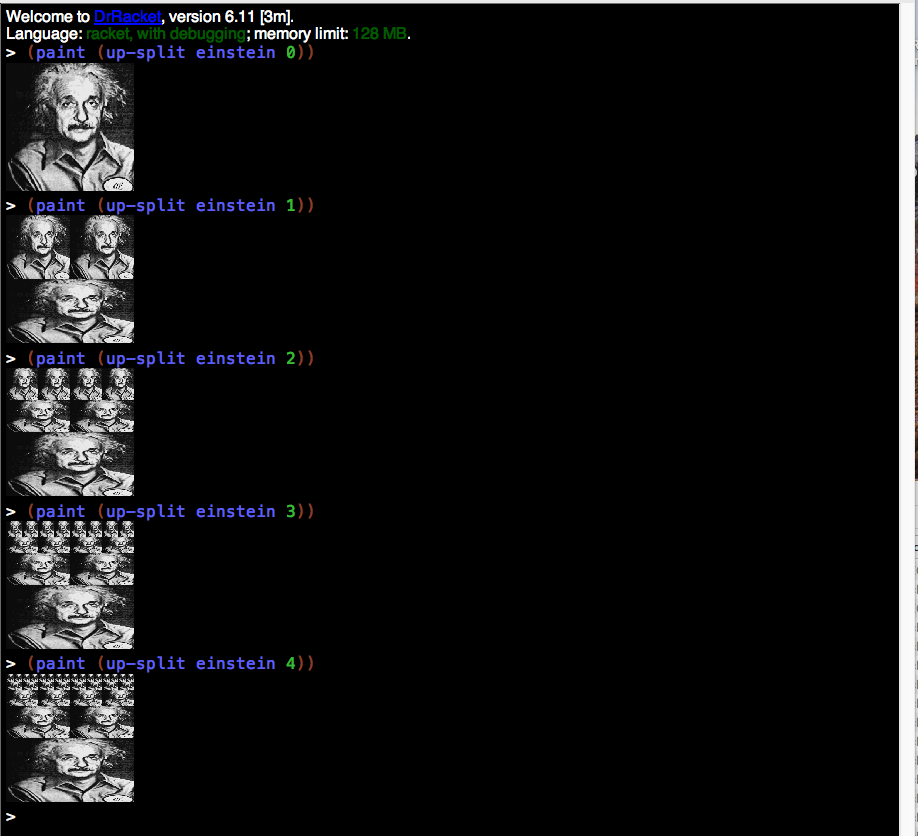 Welcome to DrRacket, version 6.11 [3m].
Language: racket, with debugging; memory limit: 128 MB.
> (paint (up-split einstein 0))
> (paint (up-split einstein 1))
> (paint (up-split einstein 2))
> (paint (up-split einstein 3))
> (paint (up-split einstein 4))
>